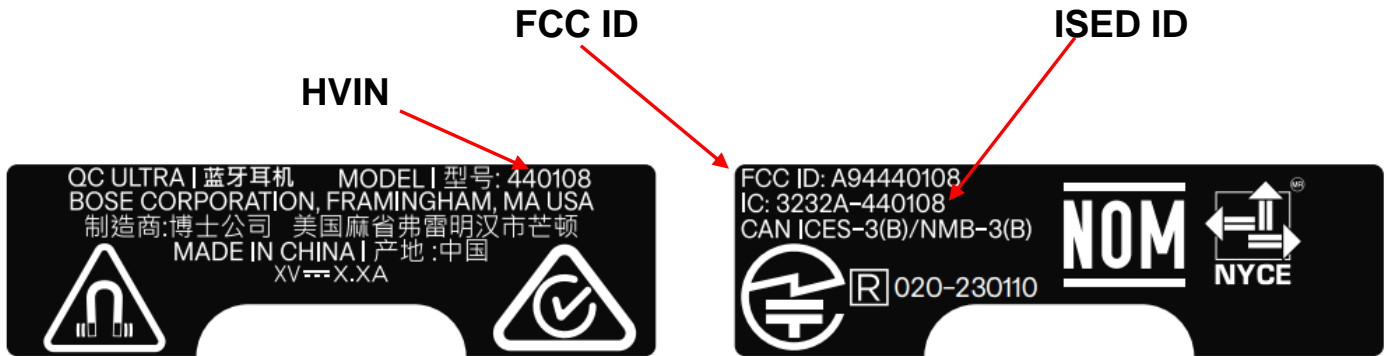 FCC ID
ISED ID
HVIN
QC ULTRA | 蓝牙耳机 MODEL | 型号: 440108
BOSE CORPORATION, FRAMINGHAM, MA USA
制造商:博士公司 美国麻省弗雷明汉市芒顿
MADE IN CHINA | 产地 :中国
XV⎓X.XA
FCC ID: A94440108
IC: 3232A-440108
CAN ICES-3(B)/NMB-3(B)
R 020-230110
NOM
MR
NYCE